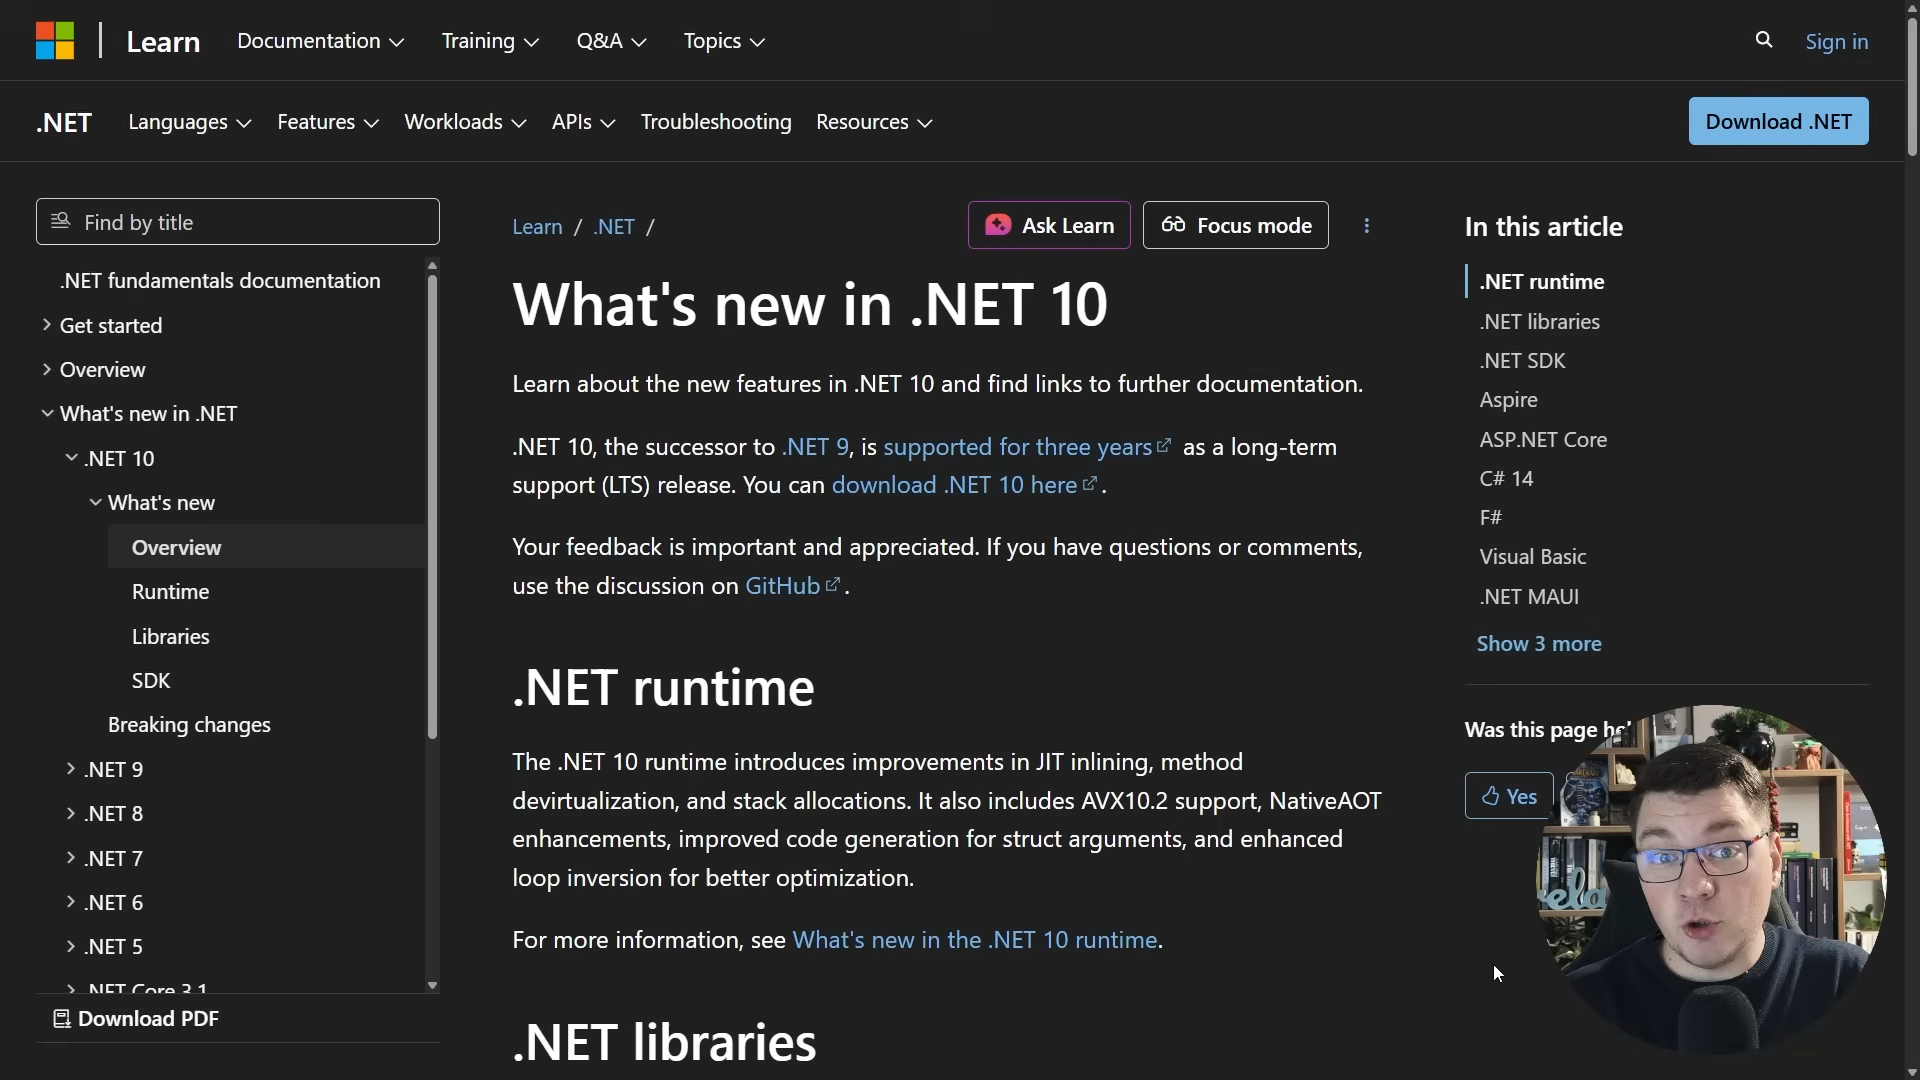 Learn
Documentation
Training
Q&A
Topics
Sign in
.NET
Languages
Features
Workloads
APIs
Troubleshooting
Resources
Download .NET
Find by title
.NET fundamentals documentation
Get started
Overview
What's new in .NET
.NET 10
What's new
Overview
Runtime
Libraries
SDK
Breaking changes
.NET 9
.NET 8
.NET 7
.NET 6
.NET 5
.NET Core 3.1
Download PDF
Learn / .NET /
Ask Learn
Focus mode
What's new in .NET 10
Learn about the new features in .NET 10 and find links to further documentation.
.NET 10, the successor to .NET 9, is supported for three years as a long-term
support (LTS) release. You can download .NET 10 here .
Your feedback is important and appreciated. If you have questions or comments,
use the discussion on GitHub .
.NET runtime
The .NET 10 runtime introduces improvements in JIT inlining, method
devirtualization, and stack allocations. It also includes AVX10.2 support, NativeAOT
enhancements, improved code generation for struct arguments, and enhanced
loop inversion for better optimization.
For more information, see What's new in the .NET 10 runtime.
.NET libraries
In this article
.NET runtime
.NET libraries
.NET SDK
Aspire
ASP.NET Core
C# 14
F#
Visual Basic
.NET MAUI
Show 3 more
Was this page
Yes